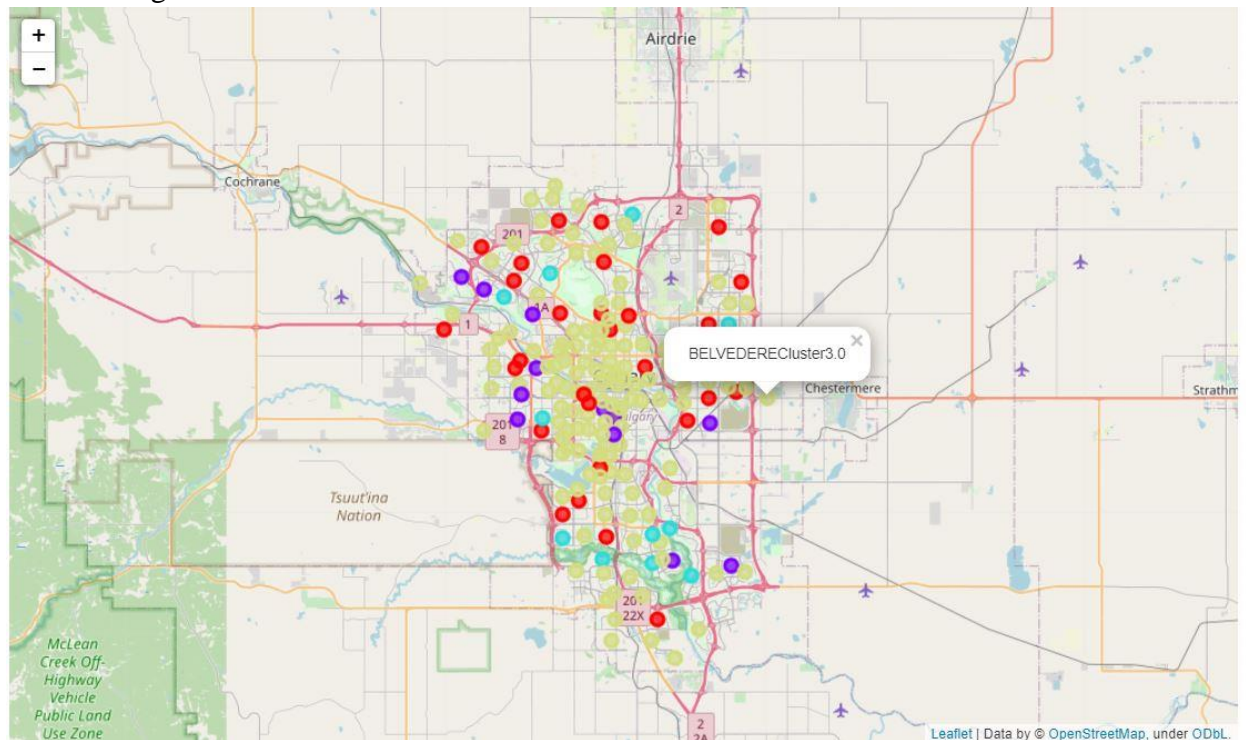 +
−
Airdrie
Cochrane
2
201
1A
1
BELVEDERECluster3.0
×
Chestermere
Strathm
201
8
Tsuut'ina
Nation
201
22X
McLean
Creek Off-
Highway
Vehicle
Public Land
Use Zone
2
2A
Leaflet | Data by © OpenStreetMap, under ODbL.